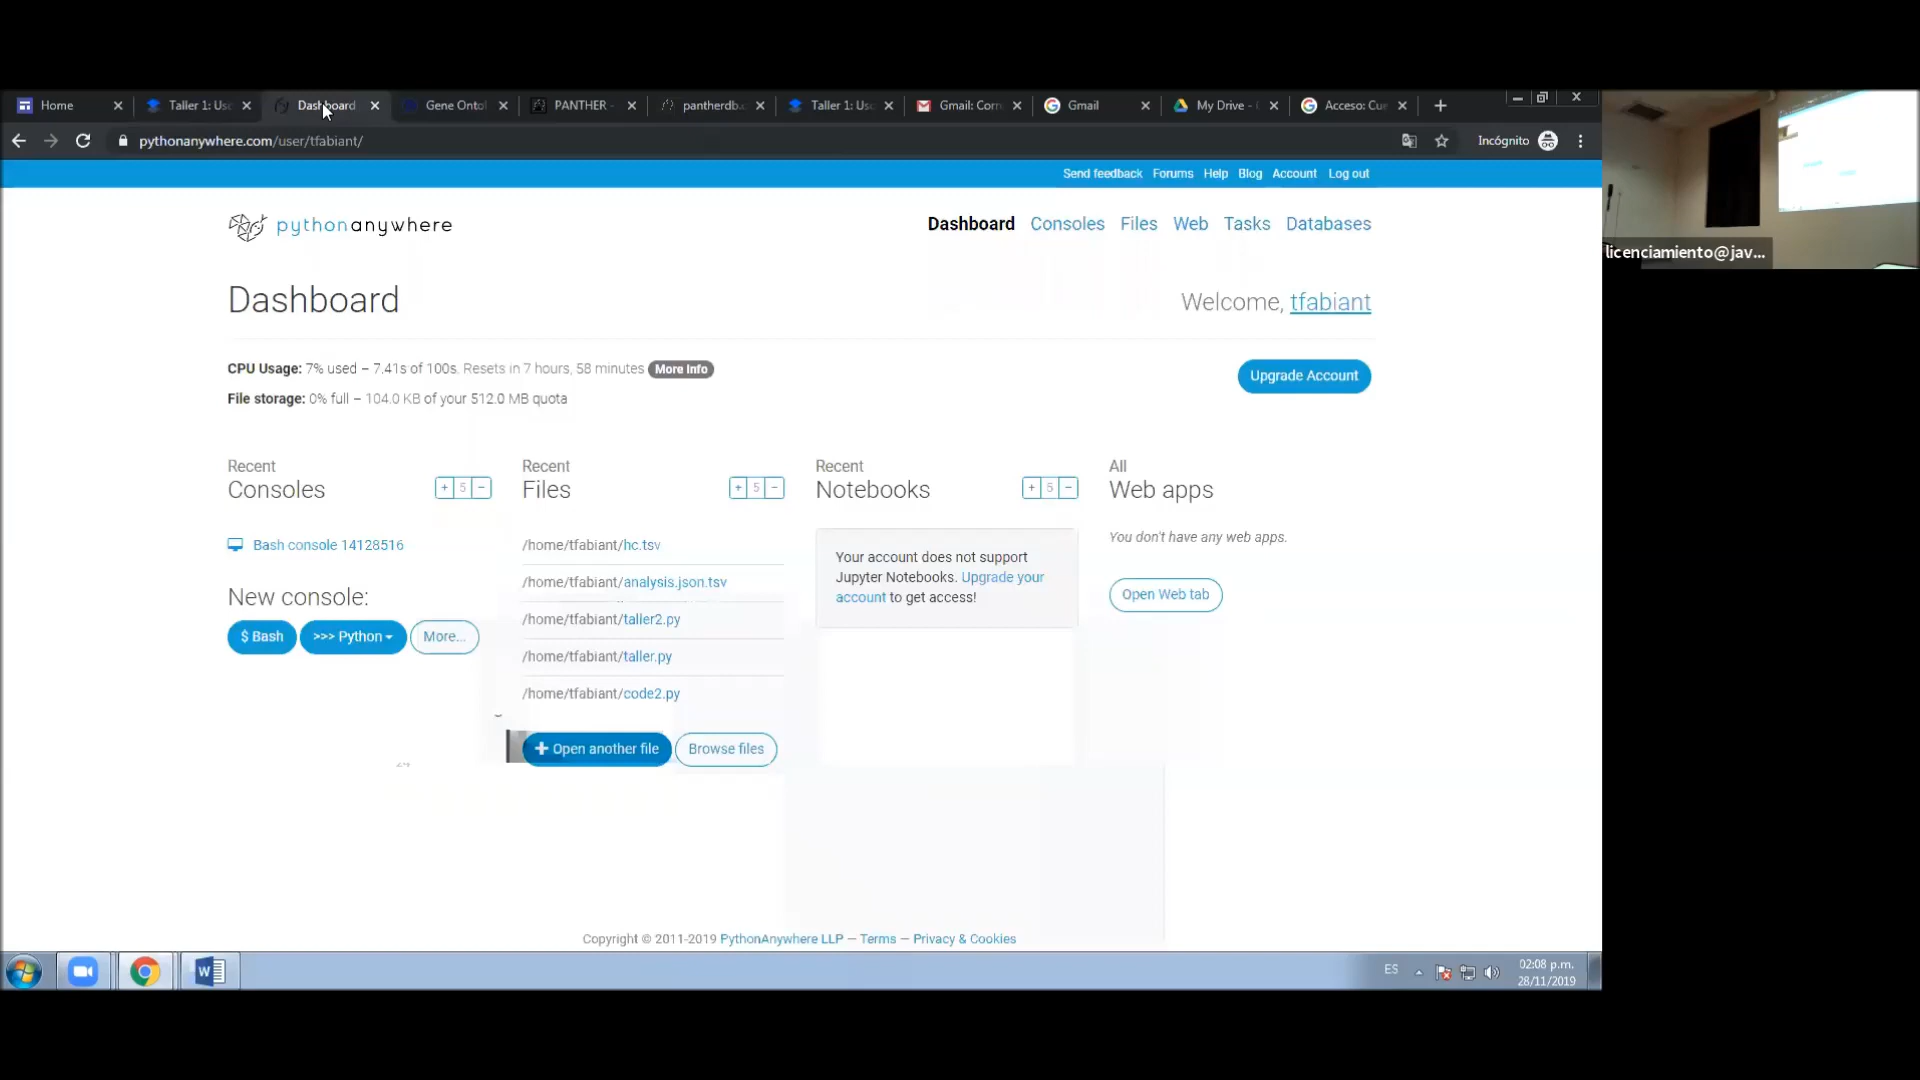 Home
Taller 1: Usc
Dashboard
Gene Ontol
PANTHER -
pantherdb.
Taller 1: Usc
Gmail: Corr
Gmail
My Drive -
Acceso: Cu
pythonanywhere.com/user/tfabiant/
Incógnito
Send feedback Forums Help Blog Account Log out
pythonanywhere
Dashboard Consoles Files Web Tasks Databases
licenciamiento@jav...
Dashboard
Welcome, tfabiant
CPU Usage: 7% used – 7.41s of 100s. Resets in 7 hours, 58 minutes More Info
Upgrade Account
File storage: 0% full – 104.0 KB of your 512.0 MB quota
Recent
Consoles
+ 5 −
Bash console 14128516
New console:
$ Bash
>>> Python
More...
Recent
Files
+ 5 −
/home/tfabiant/hc.tsv
/home/tfabiant/analysis.json.tsv
/home/tfabiant/taller2.py
/home/tfabiant/taller.py
/home/tfabiant/code2.py
+ Open another file
Browse files
Recent
Notebooks
+ 5 −
Your account does not support
Jupyter Notebooks. Upgrade your
account to get access!
All
Web apps
You don't have any web apps.
Open Web tab
Copyright © 2011-2019 PythonAnywhere LLP — Terms — Privacy & Cookies
ES
02:08 p.m.
28/11/2019